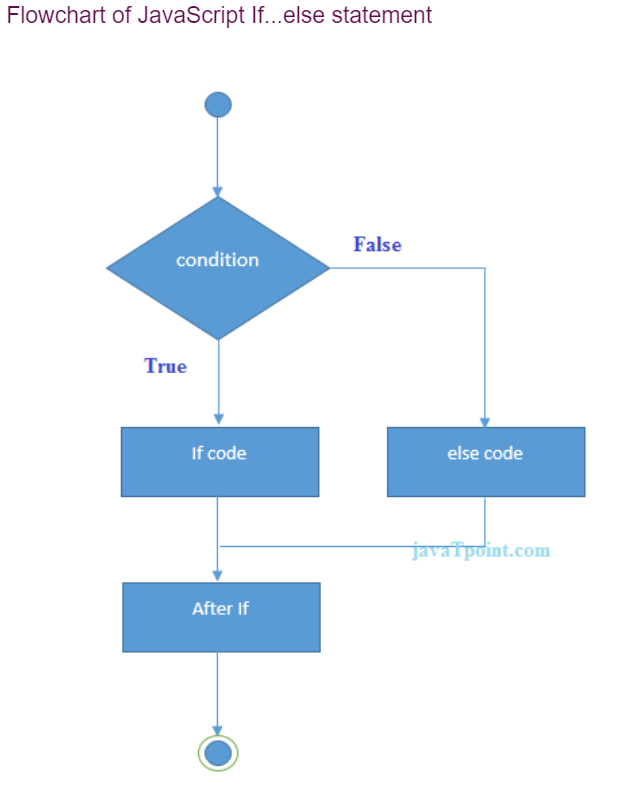 Flowchart of JavaScript If...else statement
condition
False
True
If code
else code
javaTpoint.com
After If